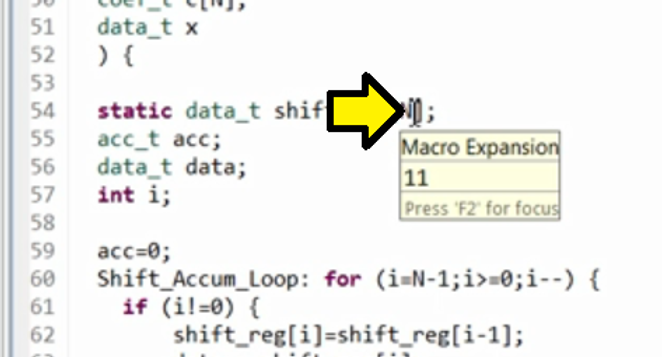 50 coef_t c[N],
51 data_t x
52 ) {
53
54 static data_t shif N];
Macro Expansion
11
Press 'F2' for focus
55 acc_t acc;
56 data_t data;
57 int i;
58
59 acc=0;
60 Shift_Accum_Loop: for (i=N-1;i>=0;i--) {
61 if (i!=0) {
62 shift_reg[i]=shift_reg[i-1];